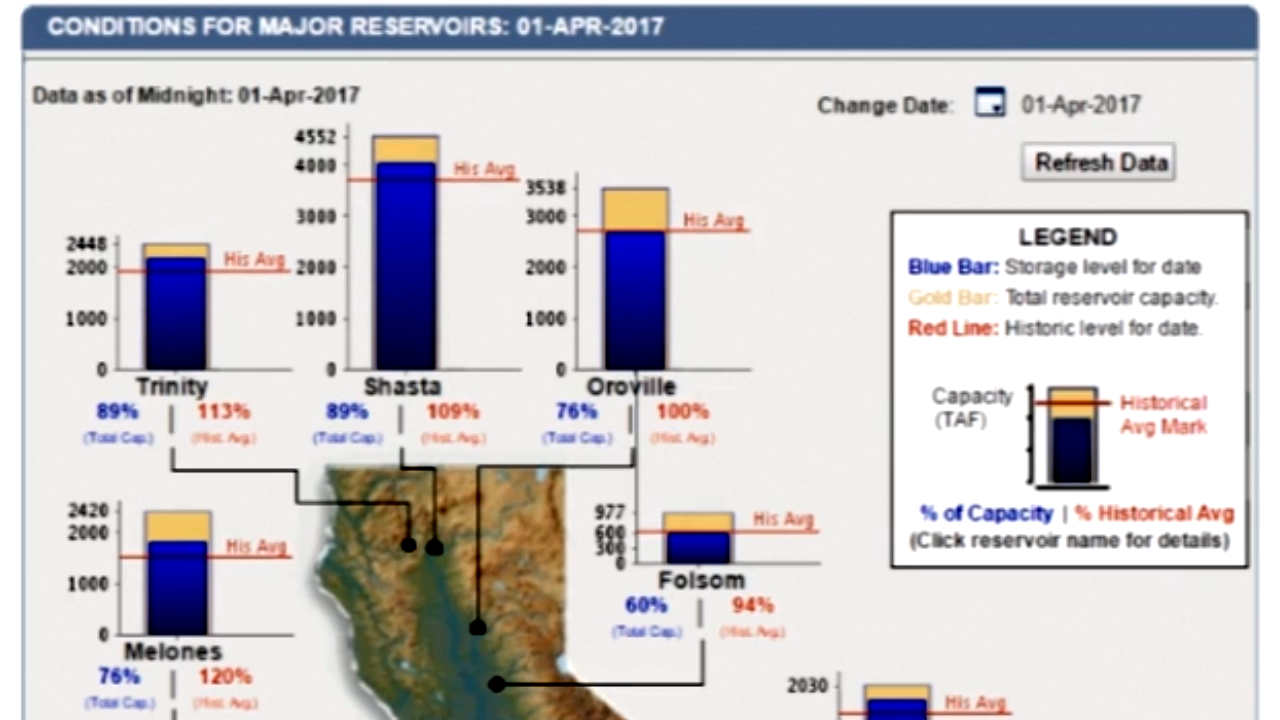 CONDITIONS FOR MAJOR RESERVOIRS: 01-APR-2017
Data as of Midnight: 01-Apr-2017
Change Date: 01-Apr-2017
Refresh Data
4552
4000
3000
2000
1000
0
His Avg
Shasta
89% | 109%
(Total Cap.) | (Hist. Avg.)
3538
3000
2000
1000
0
His Avg
Oroville
76% | 100%
(Total Cap.) | (Hist. Avg.)
2448
2000
1000
0
His Avg
Trinity
89% | 113%
(Total Cap.) | (Hist. Avg.)
LEGEND
Blue Bar: Storage level for date
Gold Bar: Total reservoir capacity.
Red Line: Historic level for date.
Capacity
(TAF)
Historical
Avg Mark
% of Capacity | % Historical Avg
(Click reservoir name for details)
2420
2000
1000
0
His Avg
Melones
76% | 120%
(Total Cap.) | (Hist. Avg.)
977
600
300
0
His Avg
Folsom
60% | 94%
(Total Cap.) | (Hist. Avg.)
2030
His Avg